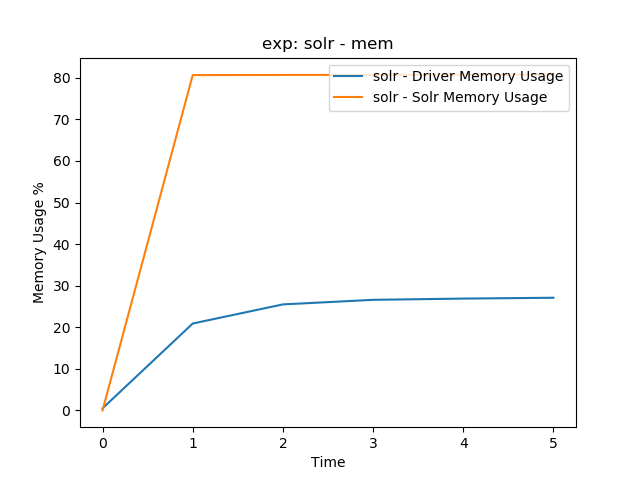 exp: solr - mem
solr - Driver Memory Usage
solr - Solr Memory Usage
Memory Usage %
80
70
60
50
40
30
20
10
0
0 1 2 3 4 5
Time